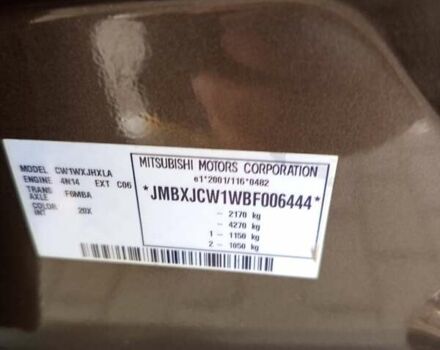 MITSUBISHI MOTORS CORPORATION
e1*2001/116*0482
*JMBXJCW1WBF006444*
- 2170 kg
- 4270 kg
1 - 1150 kg
2 - 1050 kg
MODEL CW1WXJHXLA
ENGINE 4N14 EXT C06
TRANS AXLE F6MBA
COLOR INT 20X